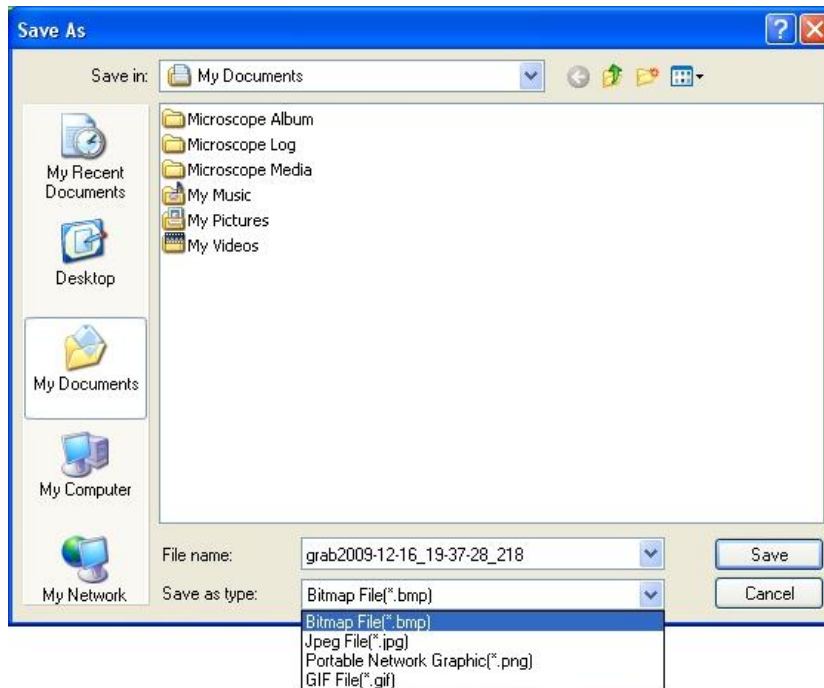 Save As
Save in:
My Documents
My Recent
Documents
Desktop
My Documents
My Computer
My Network
Microscope Album
Microscope Log
Microscope Media
My Music
My Pictures
My Videos
File name:
grab2009-12-16_19-37-28_218
Save
Save as type:
Bitmap File(*.bmp)
Cancel
Bitmap File(*.bmp)
Jpeg File(*.jpg)
Portable Network Graphic(*.png)
GIF File(*.gif)